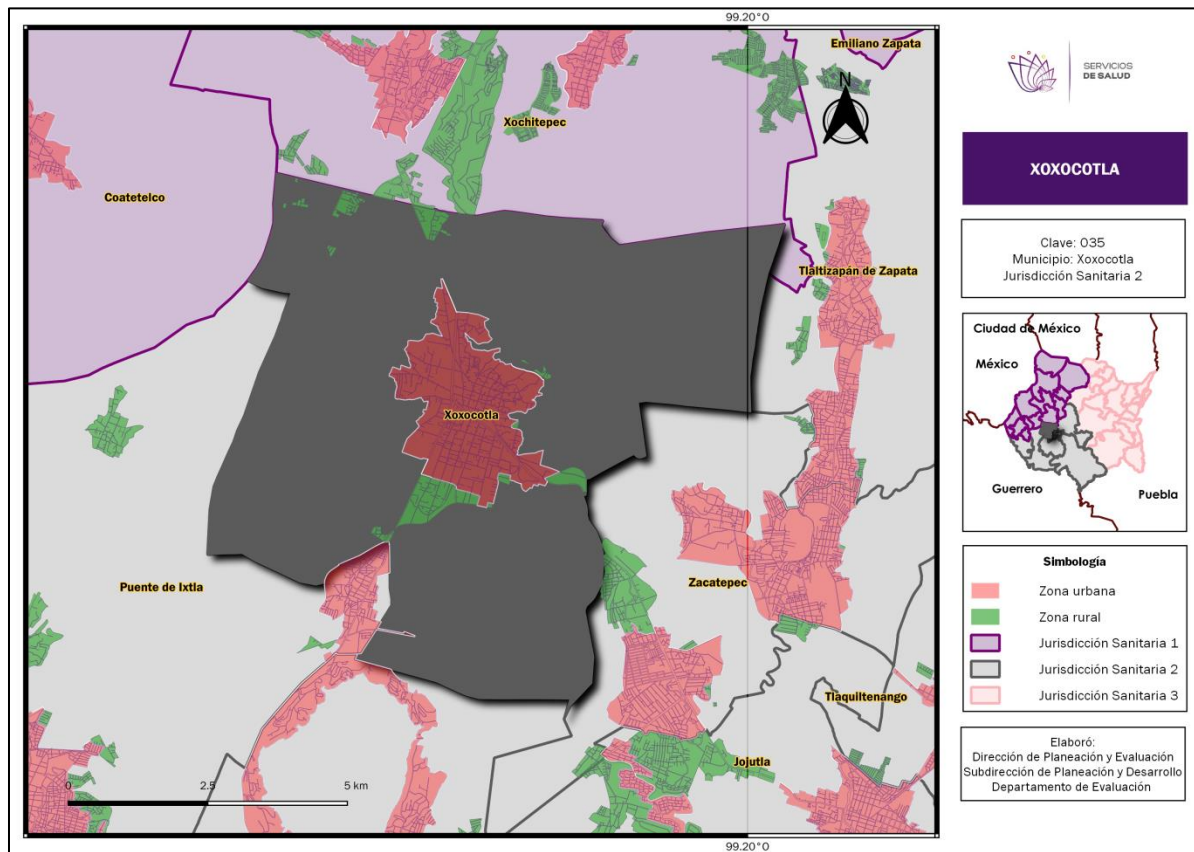 99.20°O
Emiliano Zapata
N
Xochitepec
Coatetelco
Tlaltizapán de Zapata
Xoxocotla
Puente de Ixtla
Zacatepec
Tlaquiltenango
Jojutla
0 2.5 5 km
99.20°O
SERVICIOS
DE SALUD
XOXOCOTLA
Clave: 035
Municipio: Xoxocotla
Jurisdicción Sanitaria 2
Ciudad de México
México
Guerrero
Puebla
Simbología
Zona urbana
Zona rural
Jurisdicción Sanitaria 1
Jurisdicción Sanitaria 2
Jurisdicción Sanitaria 3
Elaboró:
Dirección de Planeación y Evaluación
Subdirección de Planeación y Desarrollo
Departamento de Evaluación